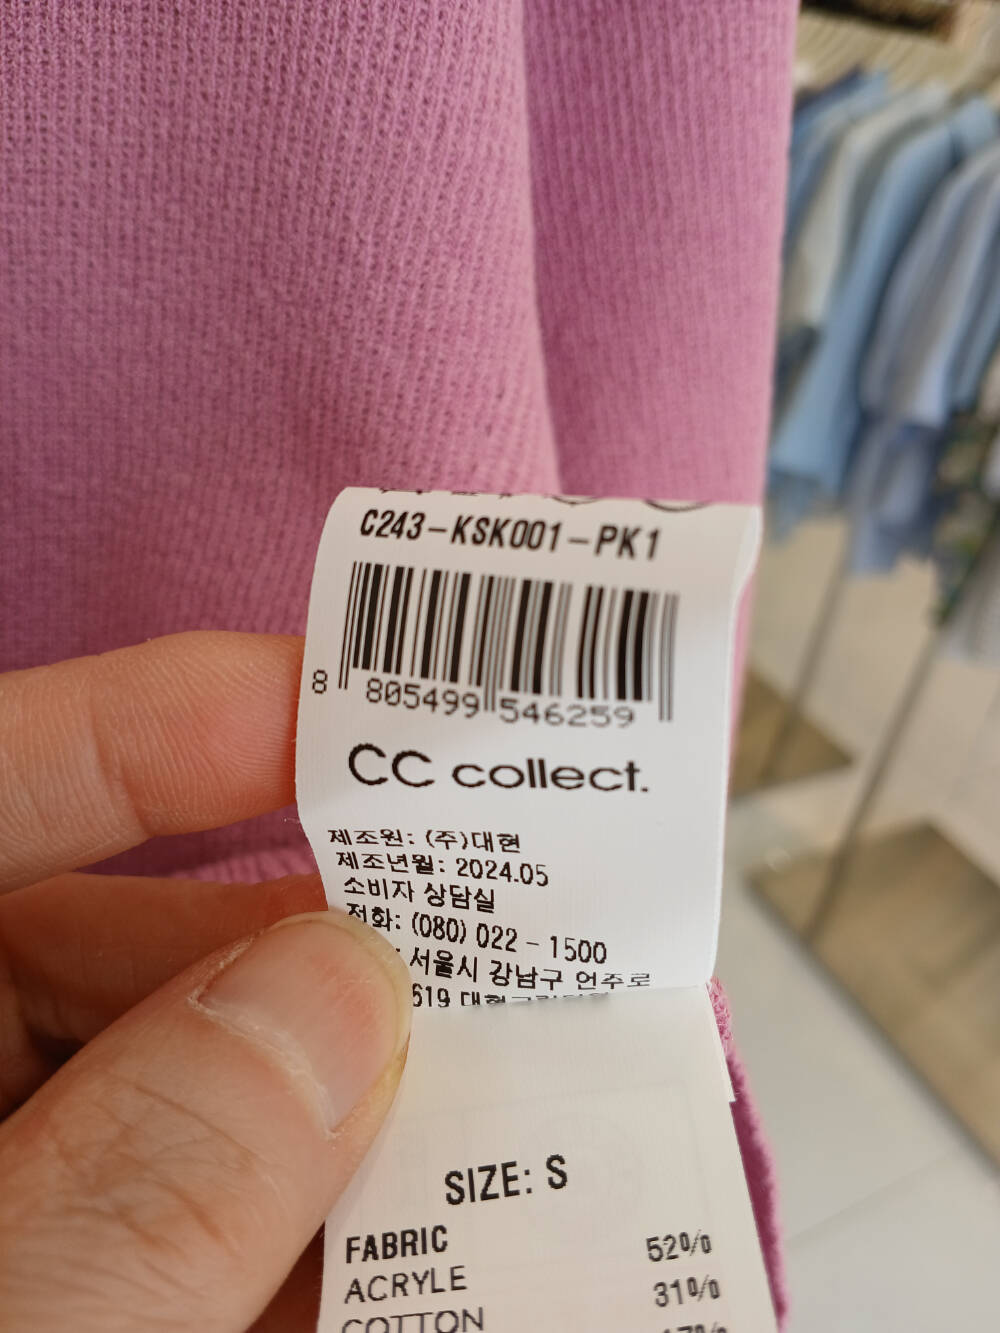 C243-KSK001-PK1
8 805499 546259
CC collect.
제조원: (주)대현
제조년월: 2024.05
소비자 상담실
전화: (080) 022 - 1500
서울시 강남구 언주로
619
SIZE: S
FABRIC
ACRYLE 52%
COTTON 31%